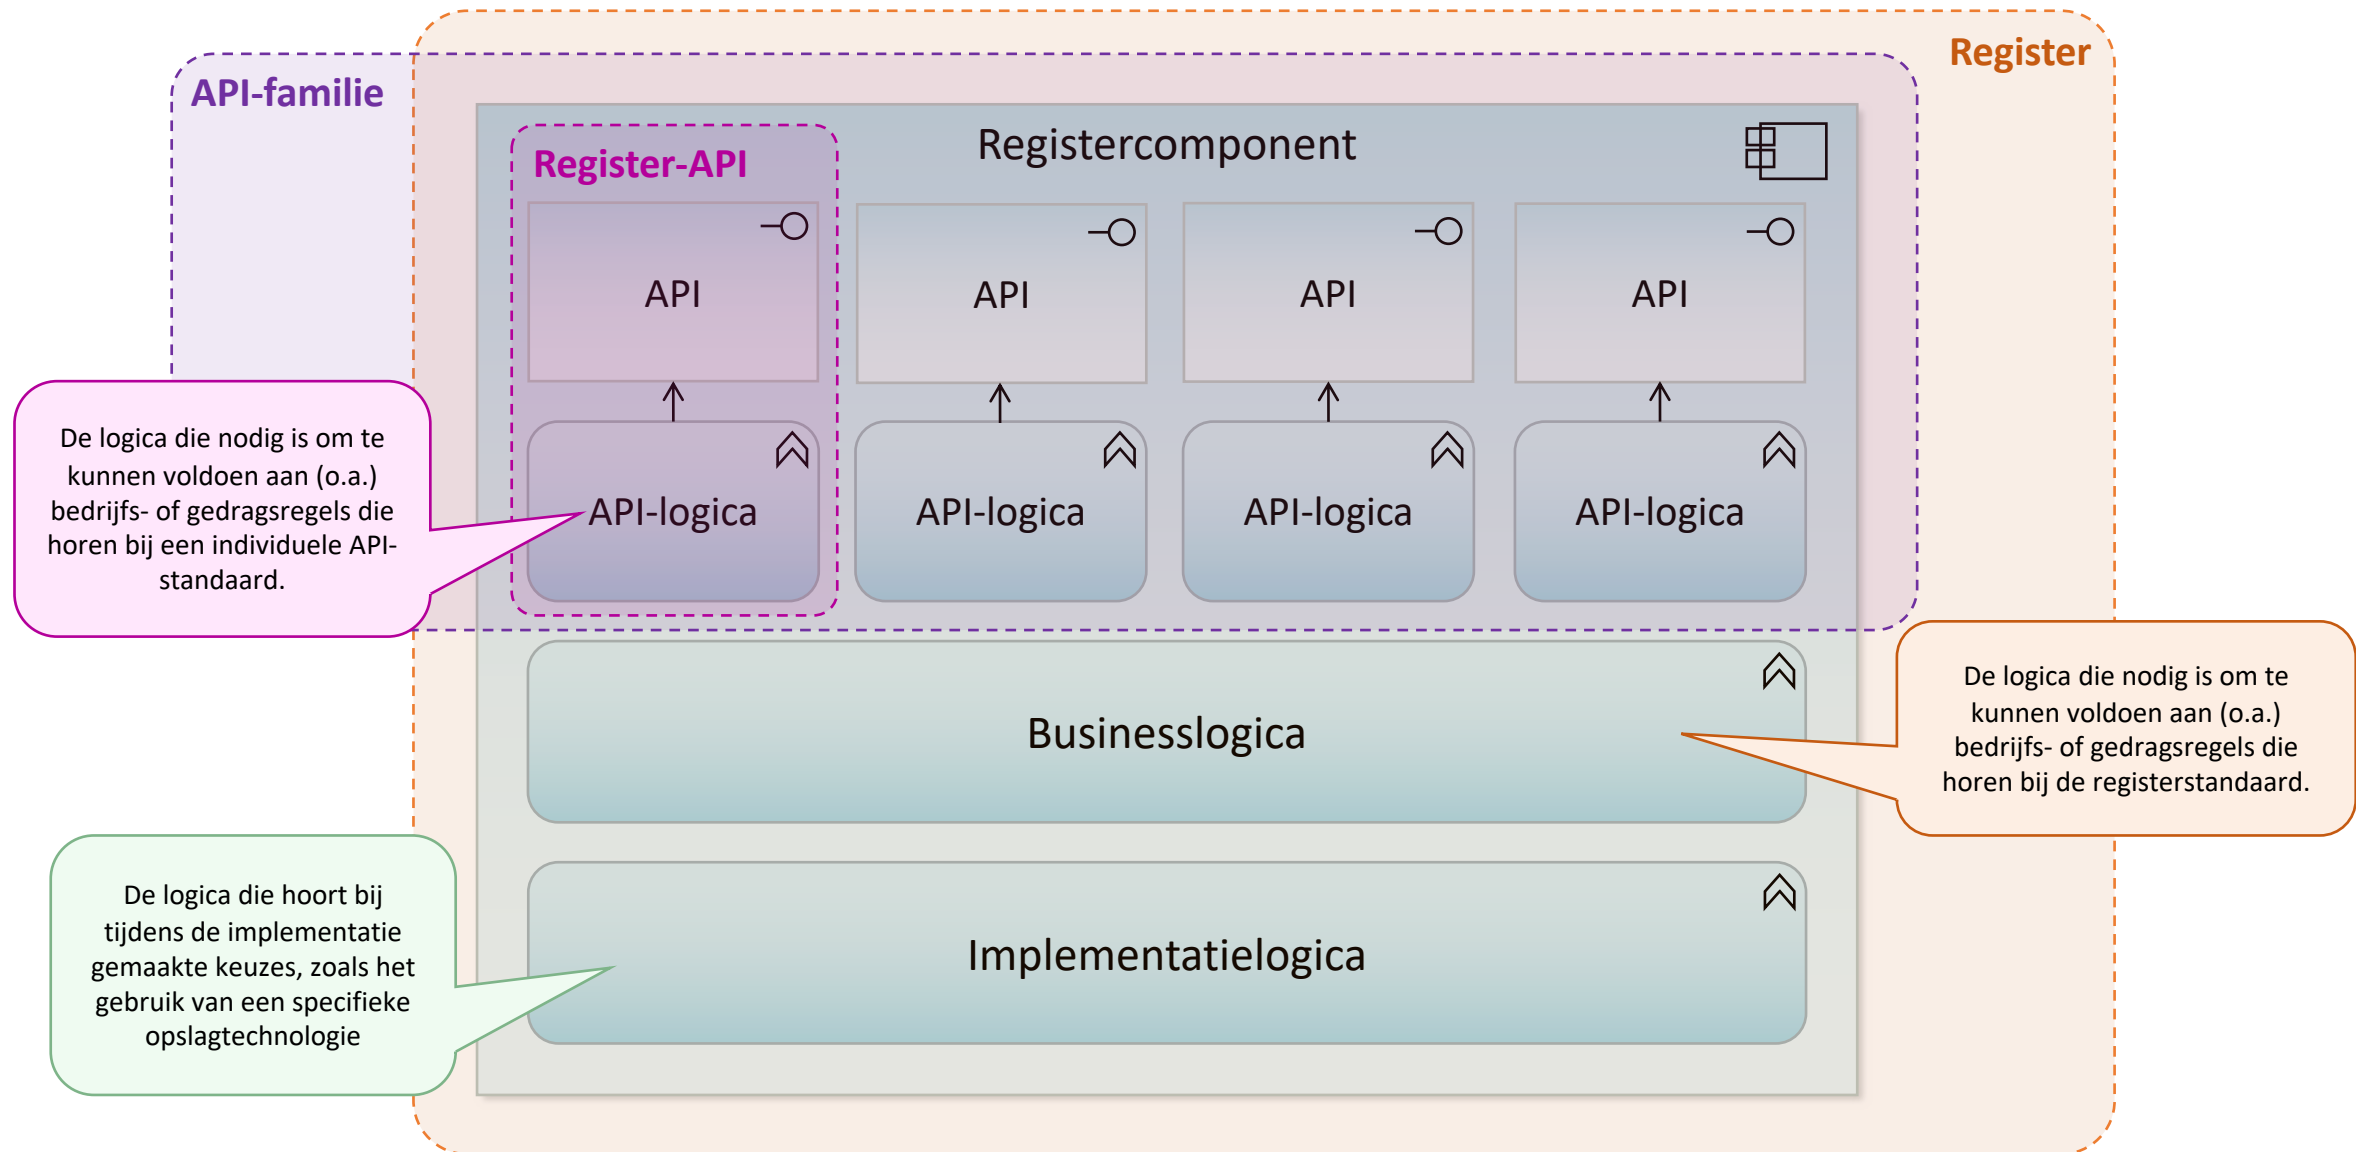 Register
API-familie
Registercomponent
Register-API
API
API
API
API
De logica die nodig is om te
kunnen voldoen aan (o.a.)
bedrijfs- of gedragsregels die
horen bij een individuele API-
standaard.
API-logica
API-logica
API-logica
API-logica
Businesslogica
De logica die nodig is om te
kunnen voldoen aan (o.a.)
bedrijfs- of gedragsregels die
horen bij de registerstandaard.
De logica die hoort bij
tijdens de implementatie
gemaakte keuzes, zoals het
gebruik van een specifieke
opslagtechnologie
Implementatielogica